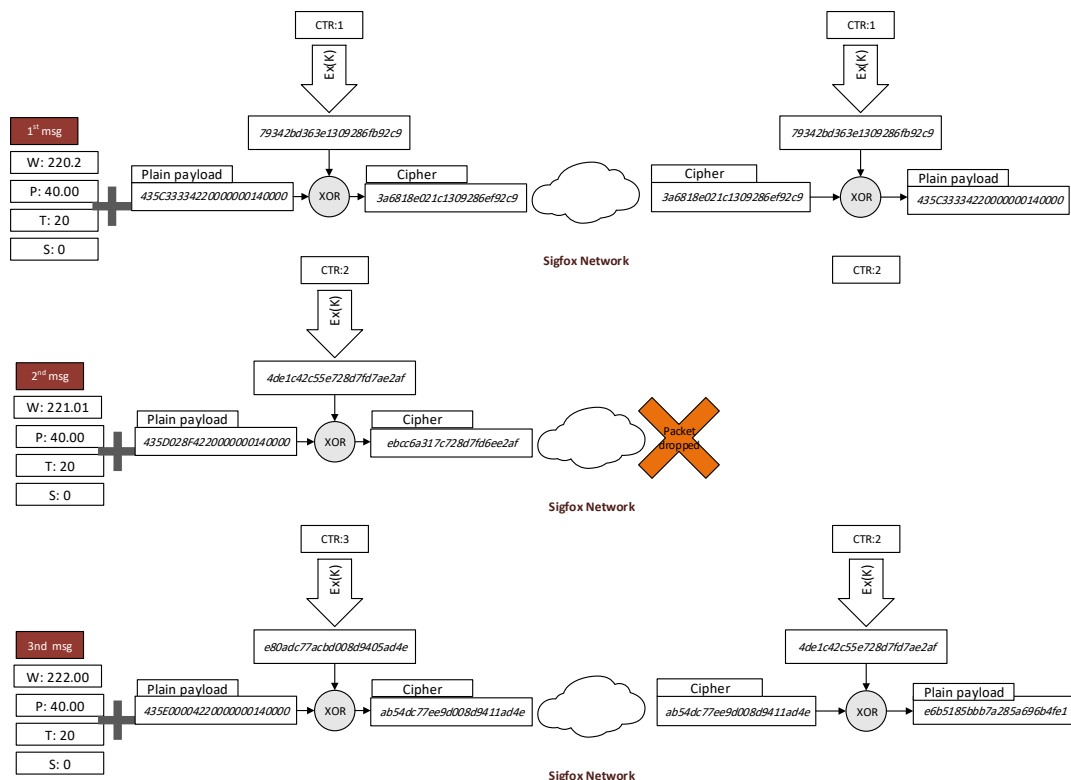 CTR:1
CTR:1
Ex(K)
Ex(K)
79342bd363e1309286fb92c9
79342bd363e1309286fb92c9
1st msg
W: 220.2
P: 40.00
T: 20
S: 0
Plain payload
435C33334220000000140000
XOR
Cipher
3a6818e021c1309286ef92c9
Cipher
3a6818e021c1309286ef92c9
XOR
Plain payload
435C33334220000000140000
Sigfox Network
CTR:2
CTR:2
Ex(K)
4de1c42c55e728d7fd7ae2af
2nd msg
W: 221.01
P: 40.00
T: 20
S: 0
Plain payload
435D028F4220000000140000
XOR
Cipher
ebcc6a317c728d7fd6ee2af
Packet
dropped
Sigfox Network
CTR:3
CTR:2
Ex(K)
Ex(K)
e80adc77acbd008d9405ad4e
4de1c42c55e728d7fd7ae2af
3nd msg
W: 222.00
P: 40.00
T: 20
S: 0
Plain payload
435E00004220000000140000
XOR
Cipher
ab54dc77ee9d008d9411ad4e
Cipher
ab54dc77ee9d008d9411ad4e
XOR
Plain payload
e6b5185bbb7a285a696b4fe1
Sigfox Network